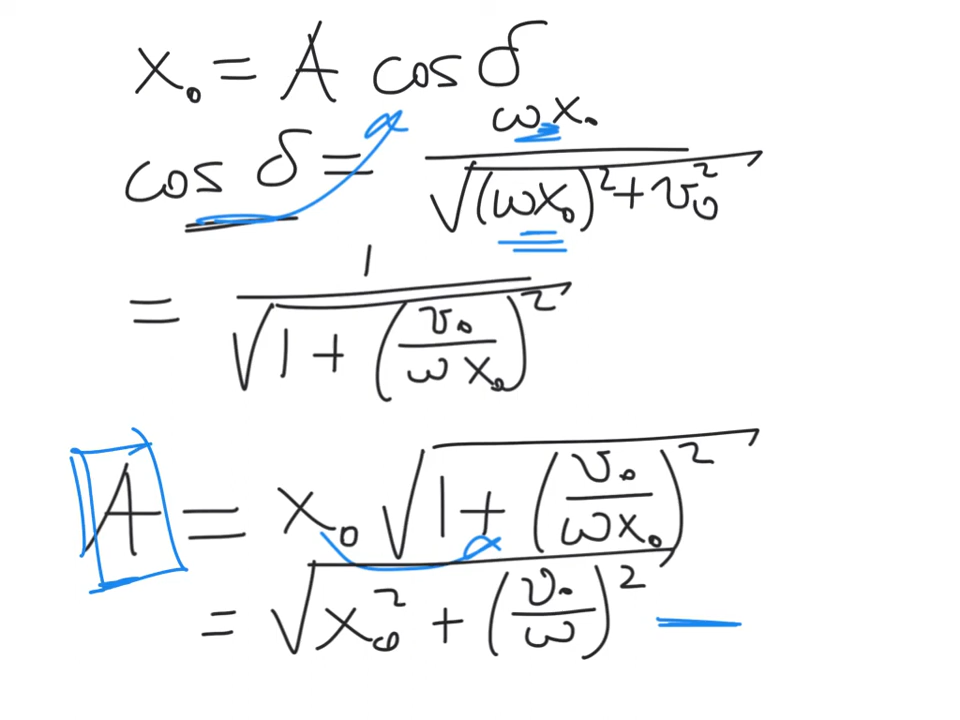 x₀ = A cos δ
cos δ = ωx₀ / √((ωx₀)² + v₀²)
= 1 / √(1 + (v₀ / ωx₀)²)
A = x₀ √(1 + (v₀ / ωx₀)²)
= √(x₀² + (v₀ / ω)²)